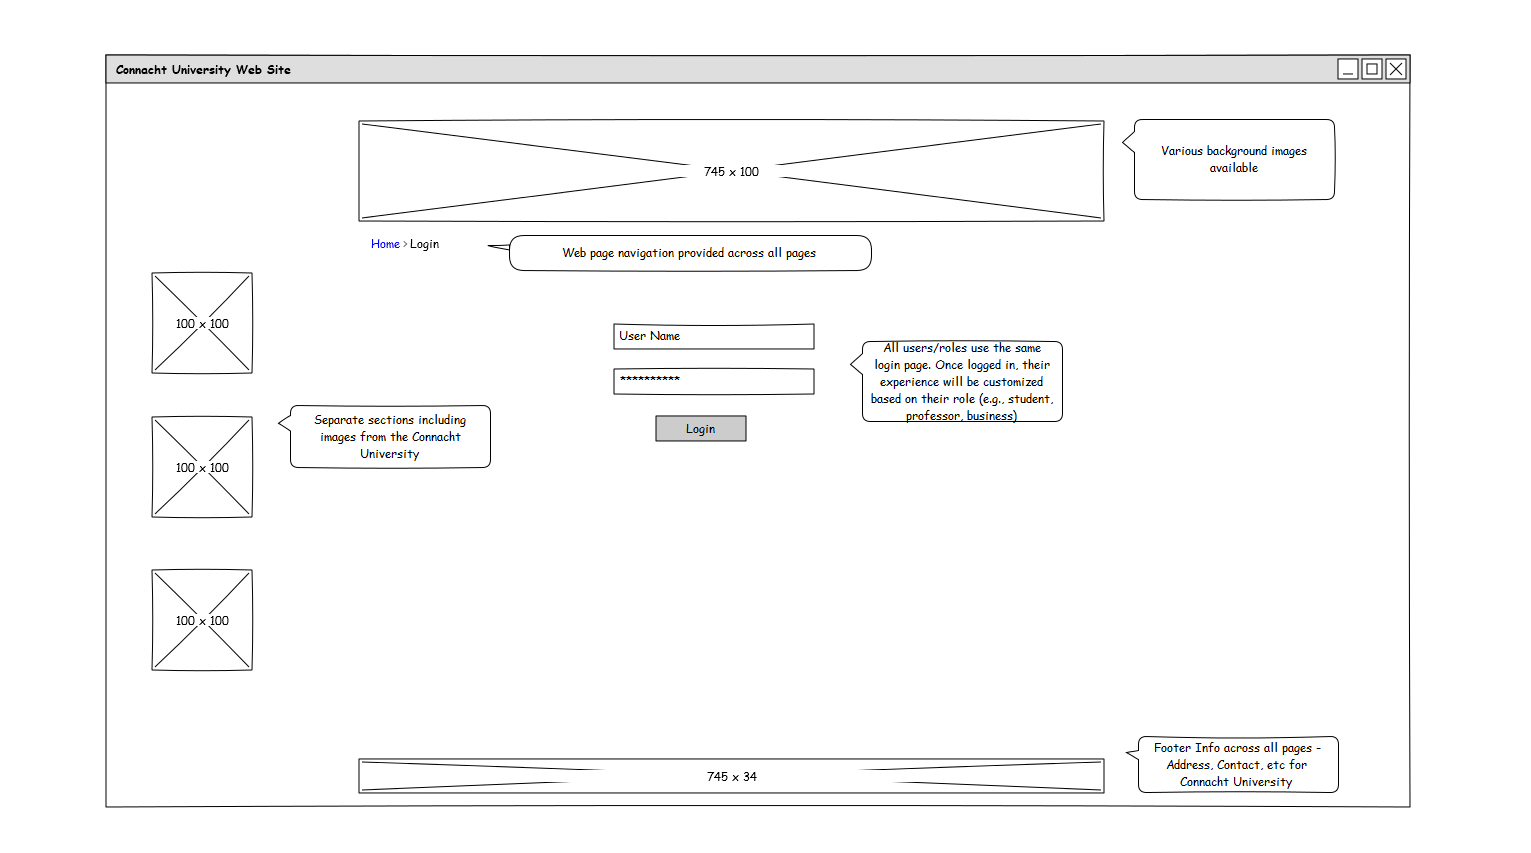 Connacht University Web Site
745 x 100
Various background images
available
Home > Login
Web page navigation provided across all pages
100 x 100
User Name
**********
Login
All users/roles use the same
login page. Once logged in, their
experience will be customized
based on their role (e.g., student,
professor, business)
Separate sections including
images from the Connacht
University
100 x 100
100 x 100
745 x 34
Footer Info across all pages -
Address, Contact, etc for
Connacht University